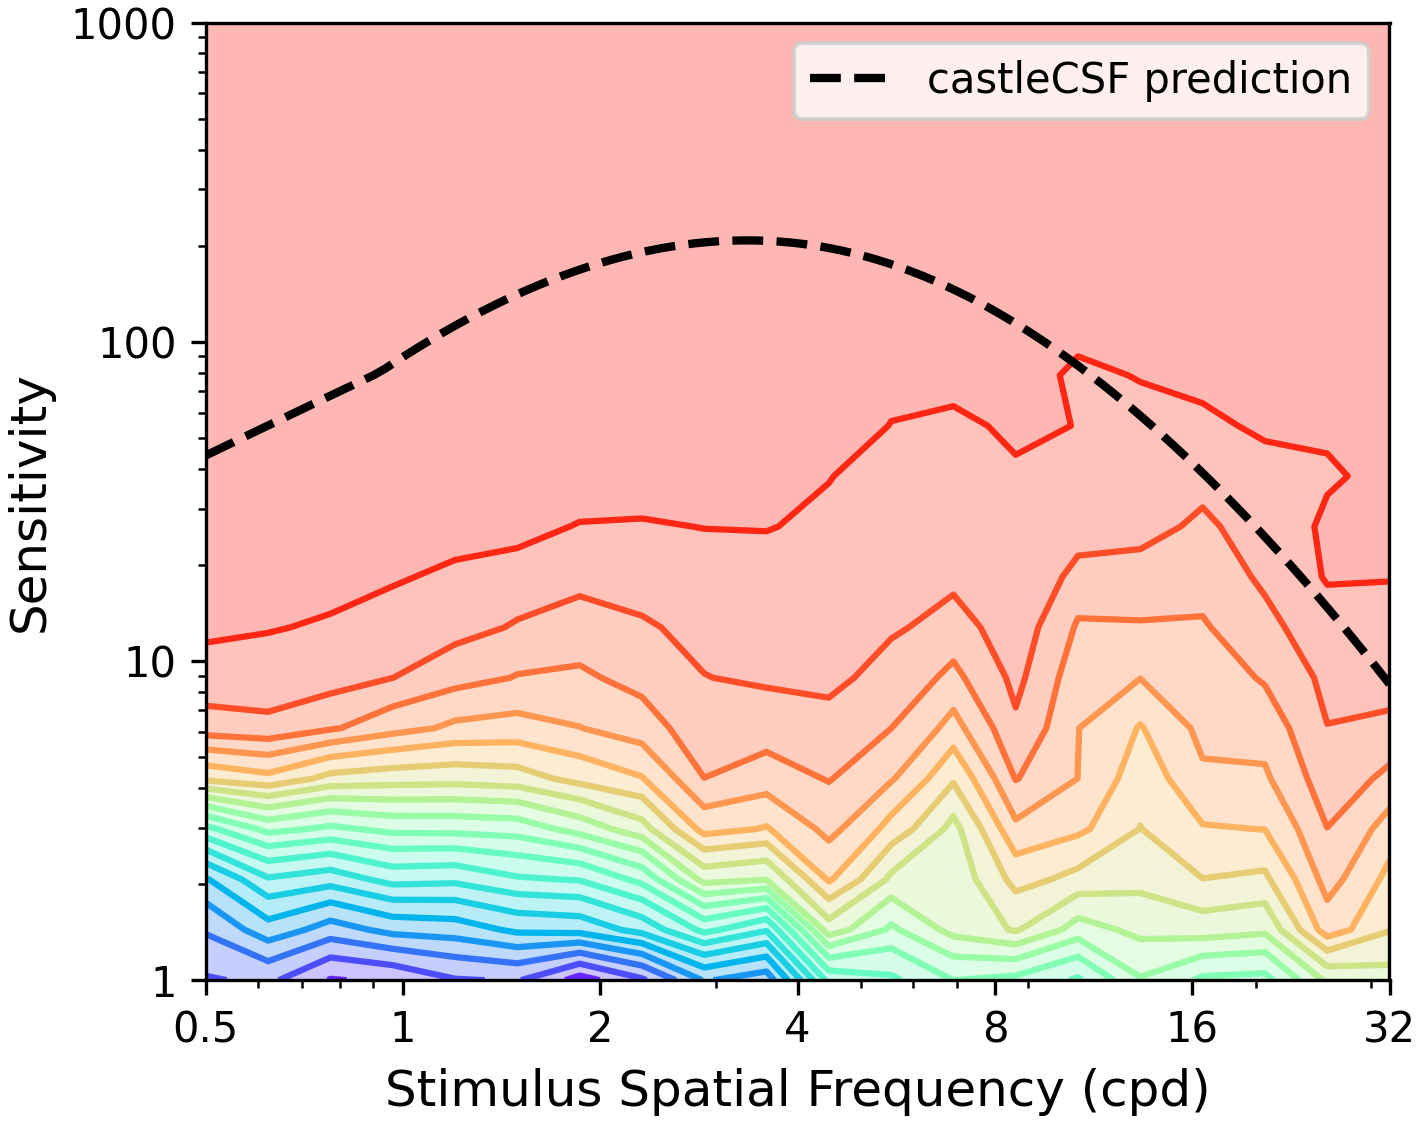 1000
castleCSF prediction
100
Sensitivity
10
1
0.5 1 2 4 8 16 32
Stimulus Spatial Frequency (cpd)